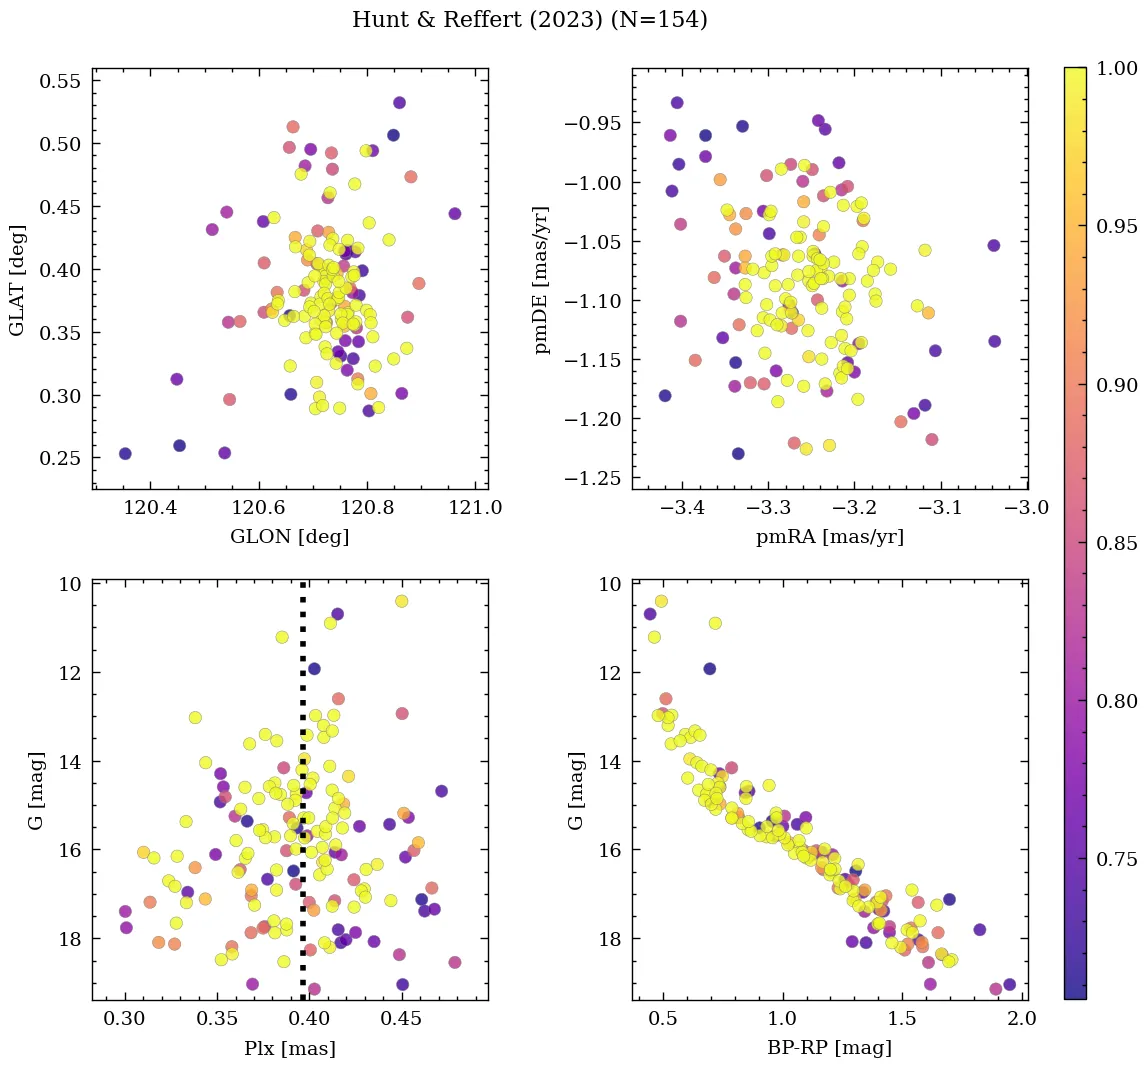 Hunt & Reffert (2023) (N=154)
0.55
0.50
0.45
0.40
0.35
0.30
0.25
GLAT [deg]
120.4 120.6 120.8 121.0
GLON [deg]
−0.95
−1.00
−1.05
−1.10
−1.15
−1.20
−1.25
pmDE [mas/yr]
−3.4 −3.3 −3.2 −3.1 −3.0
pmRA [mas/yr]
1.00
0.95
0.90
0.85
0.80
0.75
10
12
14
16
18
G [mag]
0.30 0.35 0.40 0.45
Plx [mas]
10
12
14
16
18
G [mag]
0.5 1.0 1.5 2.0
BP-RP [mag]